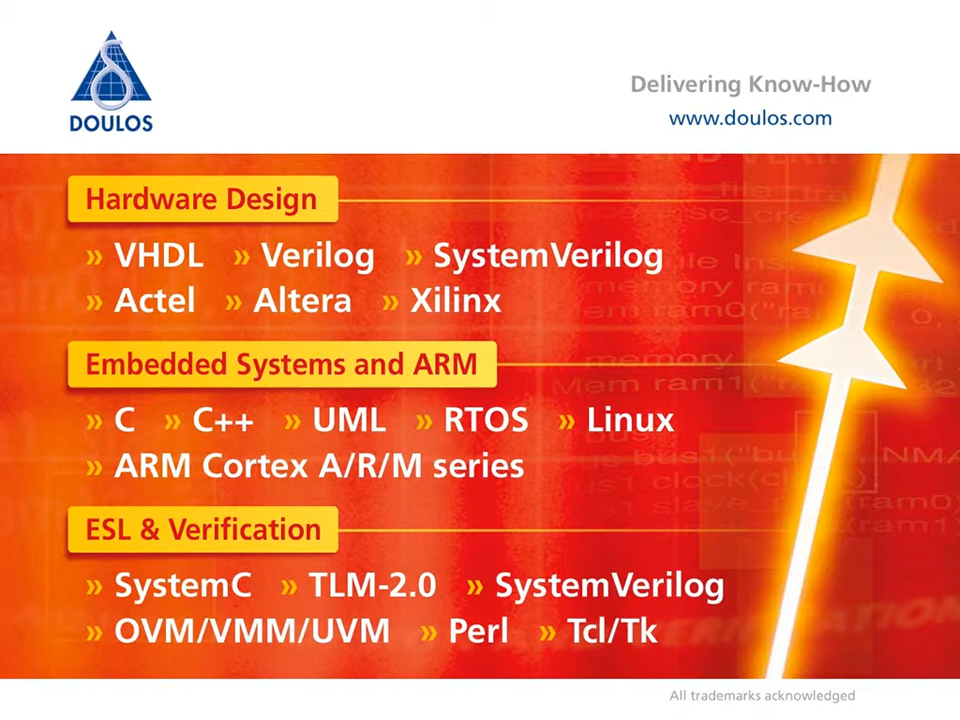 DOULOS
Delivering Know-How
www.doulos.com
Hardware Design
» VHDL » Verilog » SystemVerilog
» Actel » Altera » Xilinx
Embedded Systems and ARM
» C » C++ » UML » RTOS » Linux
» ARM Cortex A/R/M series
ESL & Verification
» SystemC » TLM-2.0 » SystemVerilog
» OVM/VMM/UVM » Perl » Tcl/Tk
All trademarks acknowledged